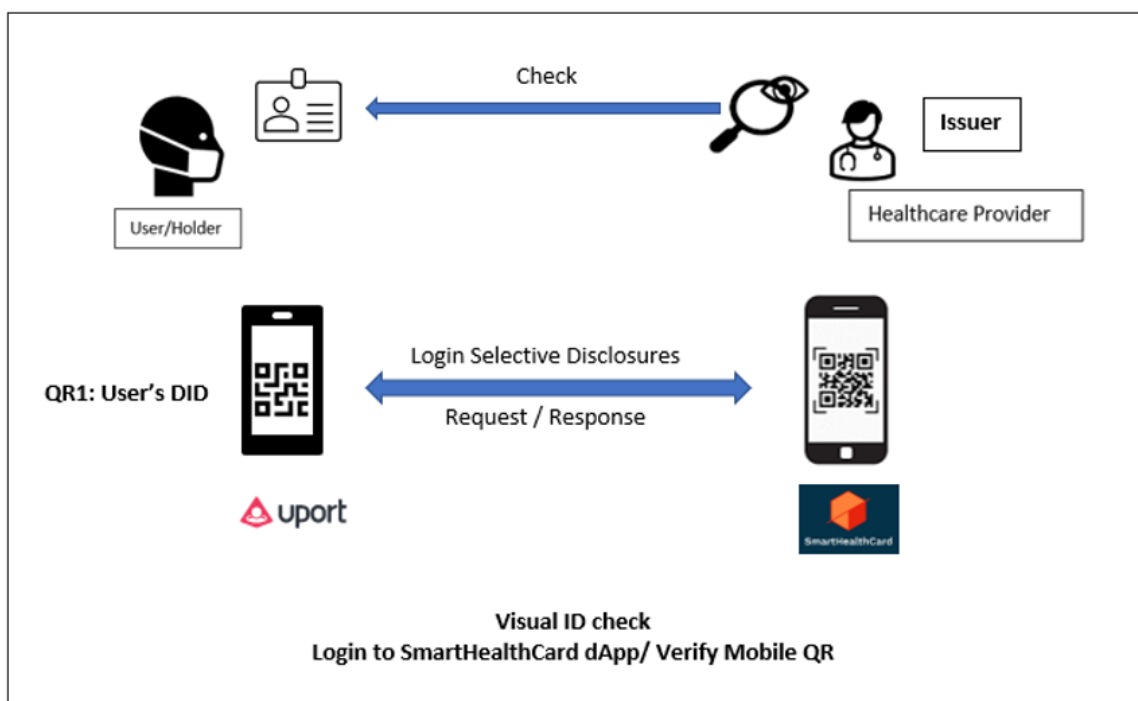 Check
Issuer
User/Holder
Healthcare Provider
Login Selective Disclosures
QR1: User's DID
Request / Response
uport
SmartHealthCard
Visual ID check
Login to SmartHealthCard dApp/ Verify Mobile QR